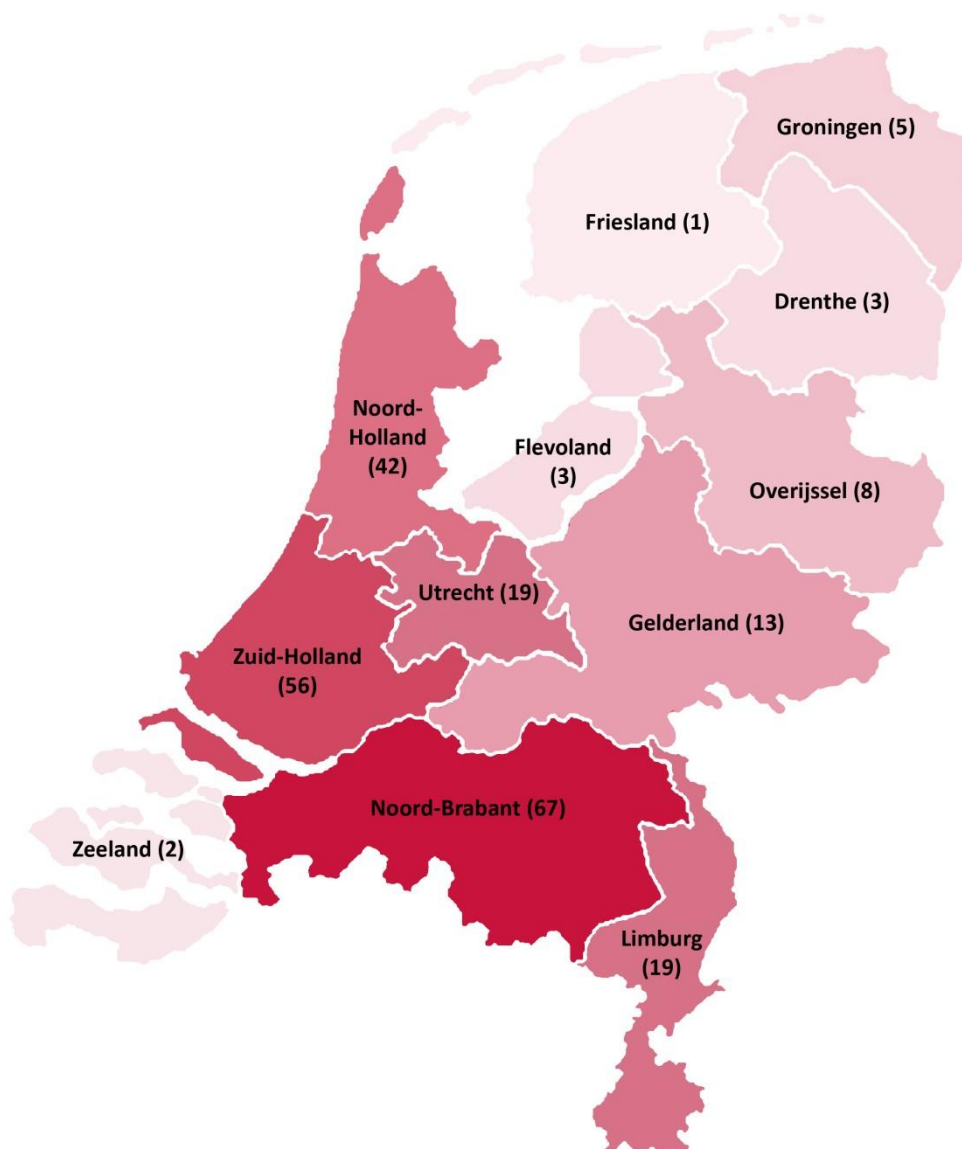 Groningen (5)
Friesland (1)
Drenthe (3)
Noord-
Holland
(42)
Flevoland
(3)
Overijssel (8)
Utrecht (19)
Gelderland (13)
Zuid-Holland
(56)
Noord-Brabant (67)
Zeeland (2)
Limburg
(19)